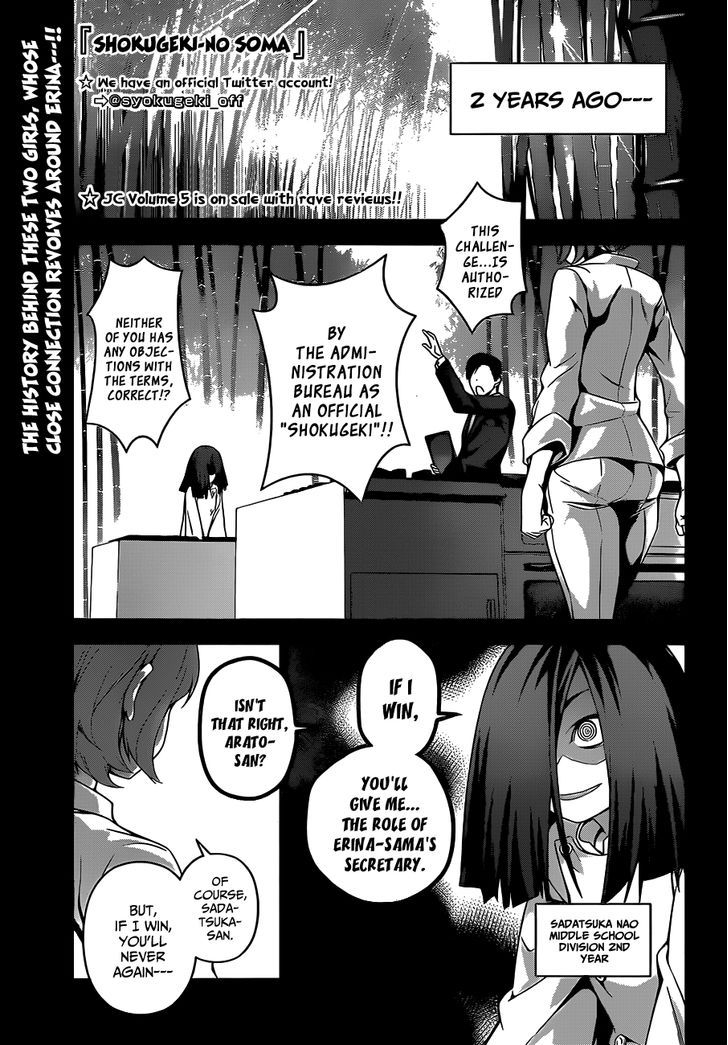 THE HISTORY BEHIND THESE TWO GIRLS, WHOSE
CLOSE CONNECTION REVOLVES AROUND ERINA---!!
『SHOKUGEKI-NO SOMA』
☆ We have an official Twitter account!
⇨@syokugeki_off
2 YEARS AGO---
☆ JC Volume 5 is on sale with rave reviews!!
THIS
CHALLEN-
GE...IS
AUTHO-
RIZED
BY
THE ADMI-
NISTRATION
BUREAU AS
AN OFFICIAL
"SHOKUGEKI"!!
NEITHER
OF YOU HAS
ANY OBJEC-
TIONS WITH
THE TERMS,
CORRECT!?
IF I
WIN,
YOU'LL
GIVE ME...
THE ROLE OF
ERINA-SAMA'S
SECRETARY.
ISN'T
THAT RIGHT,
ARATO-
SAN?
SADATSUKA NAO
MIDDLE SCHOOL
DIVISION 2ND
YEAR
OF
COURSE,
SADA-
TSUKA-
SAN.
BUT,
IF I WIN,
YOU'LL
NEVER
AGAIN---